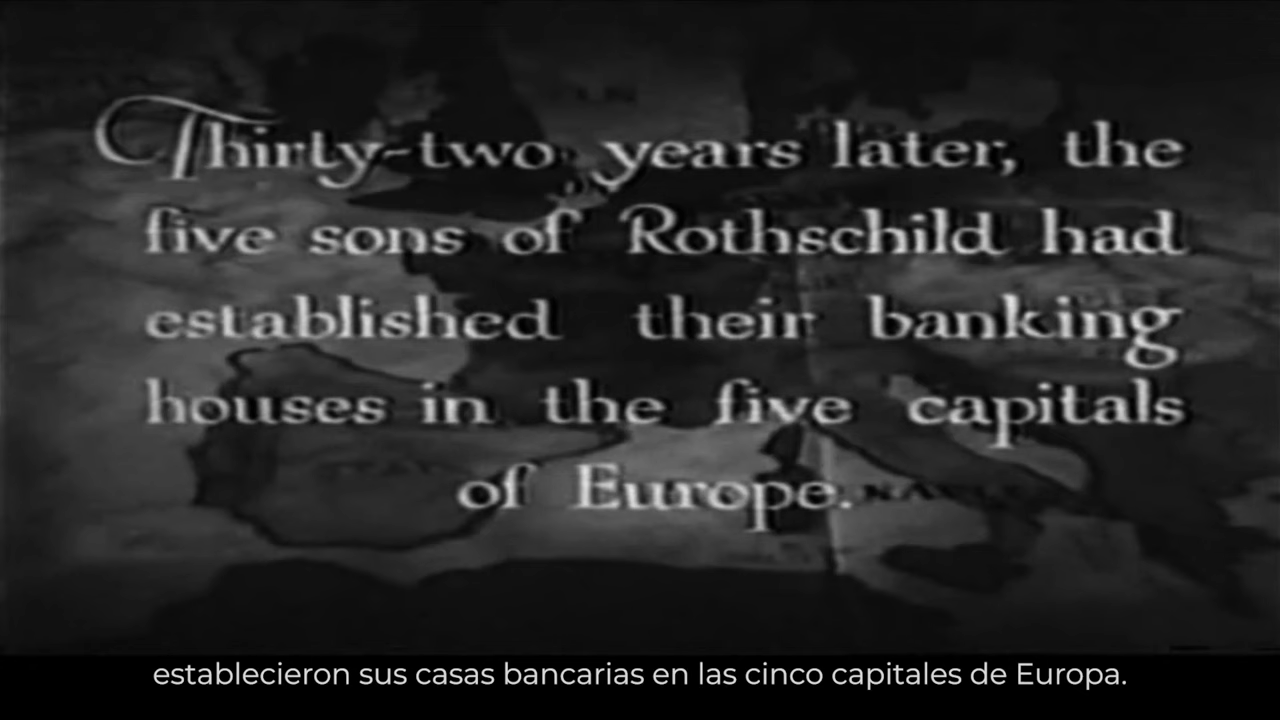 Thirty-two years later, the
five sons of Rothschild had
established their banking
houses in the five capitals
of Europe.
establecieron sus casas bancarias en las cinco capitales de Europa.